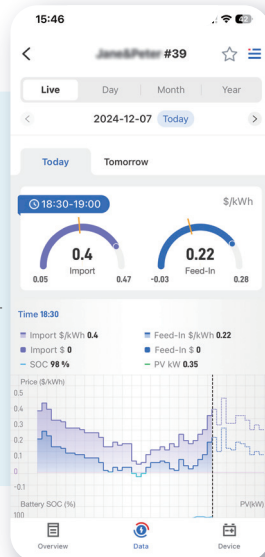 15:46
42
#39
Live Day Month Year
2024-12-07 Today
Today Tomorrow
18:30-19:00 $/kWh
0.4 0.22
Import Feed-In
0.05 0.47 -0.03 0.28
Time 18:30
Import $/kWh 0.4 Feed-In $/kWh 0.22
Import $ 0 Feed-In $ 0
SOC 98 % PV kW 0.35
Price ($/kWh)
0.5
0.4
0.3
0.2
0.1
0.0
-0.1
Battery SOC (%) PV(kW)
100
Overview Data Device